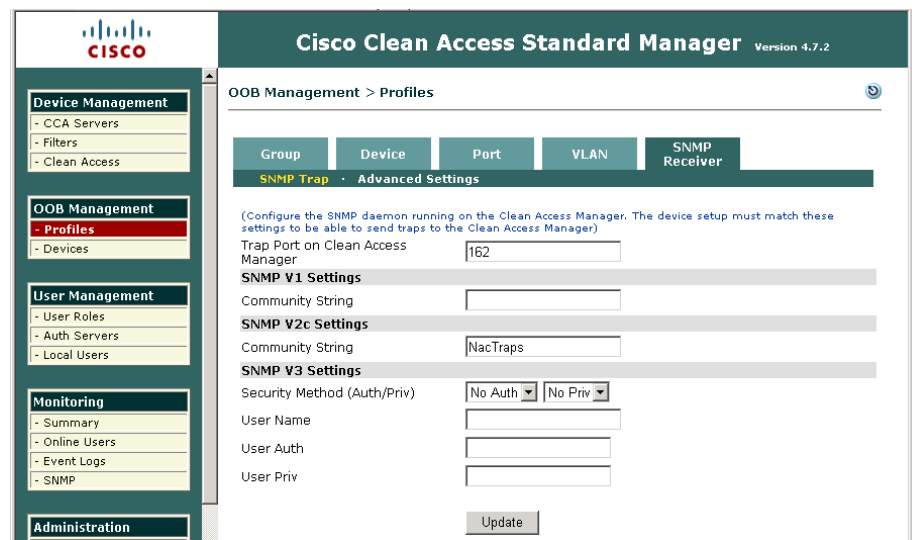 CISCO
Cisco Clean Access Standard Manager Version 4.7.2
Device Management
- CCA Servers
- Filters
- Clean Access
OOB Management
- Profiles
- Devices
User Management
- User Roles
- Auth Servers
- Local Users
Monitoring
- Summary
- Online Users
- Event Logs
- SNMP
Administration
OOB Management > Profiles
Group
Device
Port
VLAN
SNMP
Receiver
SNMP Trap · Advanced Settings
(Configure the SNMP daemon running on the Clean Access Manager. The device setup must match these
settings to be able to send traps to the Clean Access Manager)
Trap Port on Clean Access
Manager
162
SNMP V1 Settings
Community String
SNMP V2c Settings
Community String
NacTraps
SNMP V3 Settings
Security Method (Auth/Priv)
No Auth
No Priv
User Name
User Auth
User Priv
Update